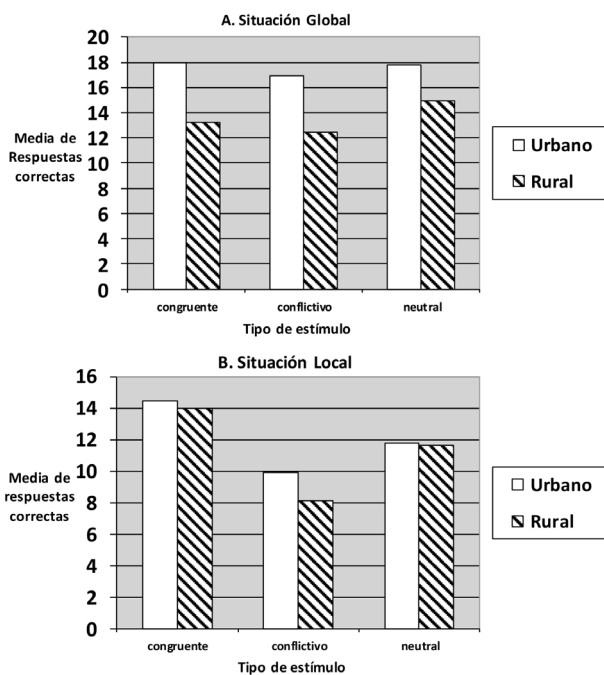 A. Situación Global
20
18
16
14
12
10
8
6
4
2
0
Media de
Respuestas
correctas
congruente
conflictivo
neutral
Tipo de estímulo
Urbano
Rural
B. Situación Local
16
14
12
10
8
6
4
2
0
Media de
respuestas
correctas
congruente
conflictivo
neutral
Tipo de estímulo
Urbano
Rural